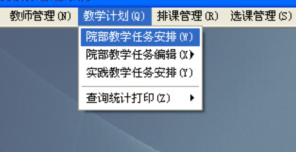 教师管理(N) 教学计划(Q) 排课管理(R) 选课管理(S)
院部教学任务安排(W)
院部教学任务编辑(X)
实践教学任务安排(Y)
查询统计打印(Z)